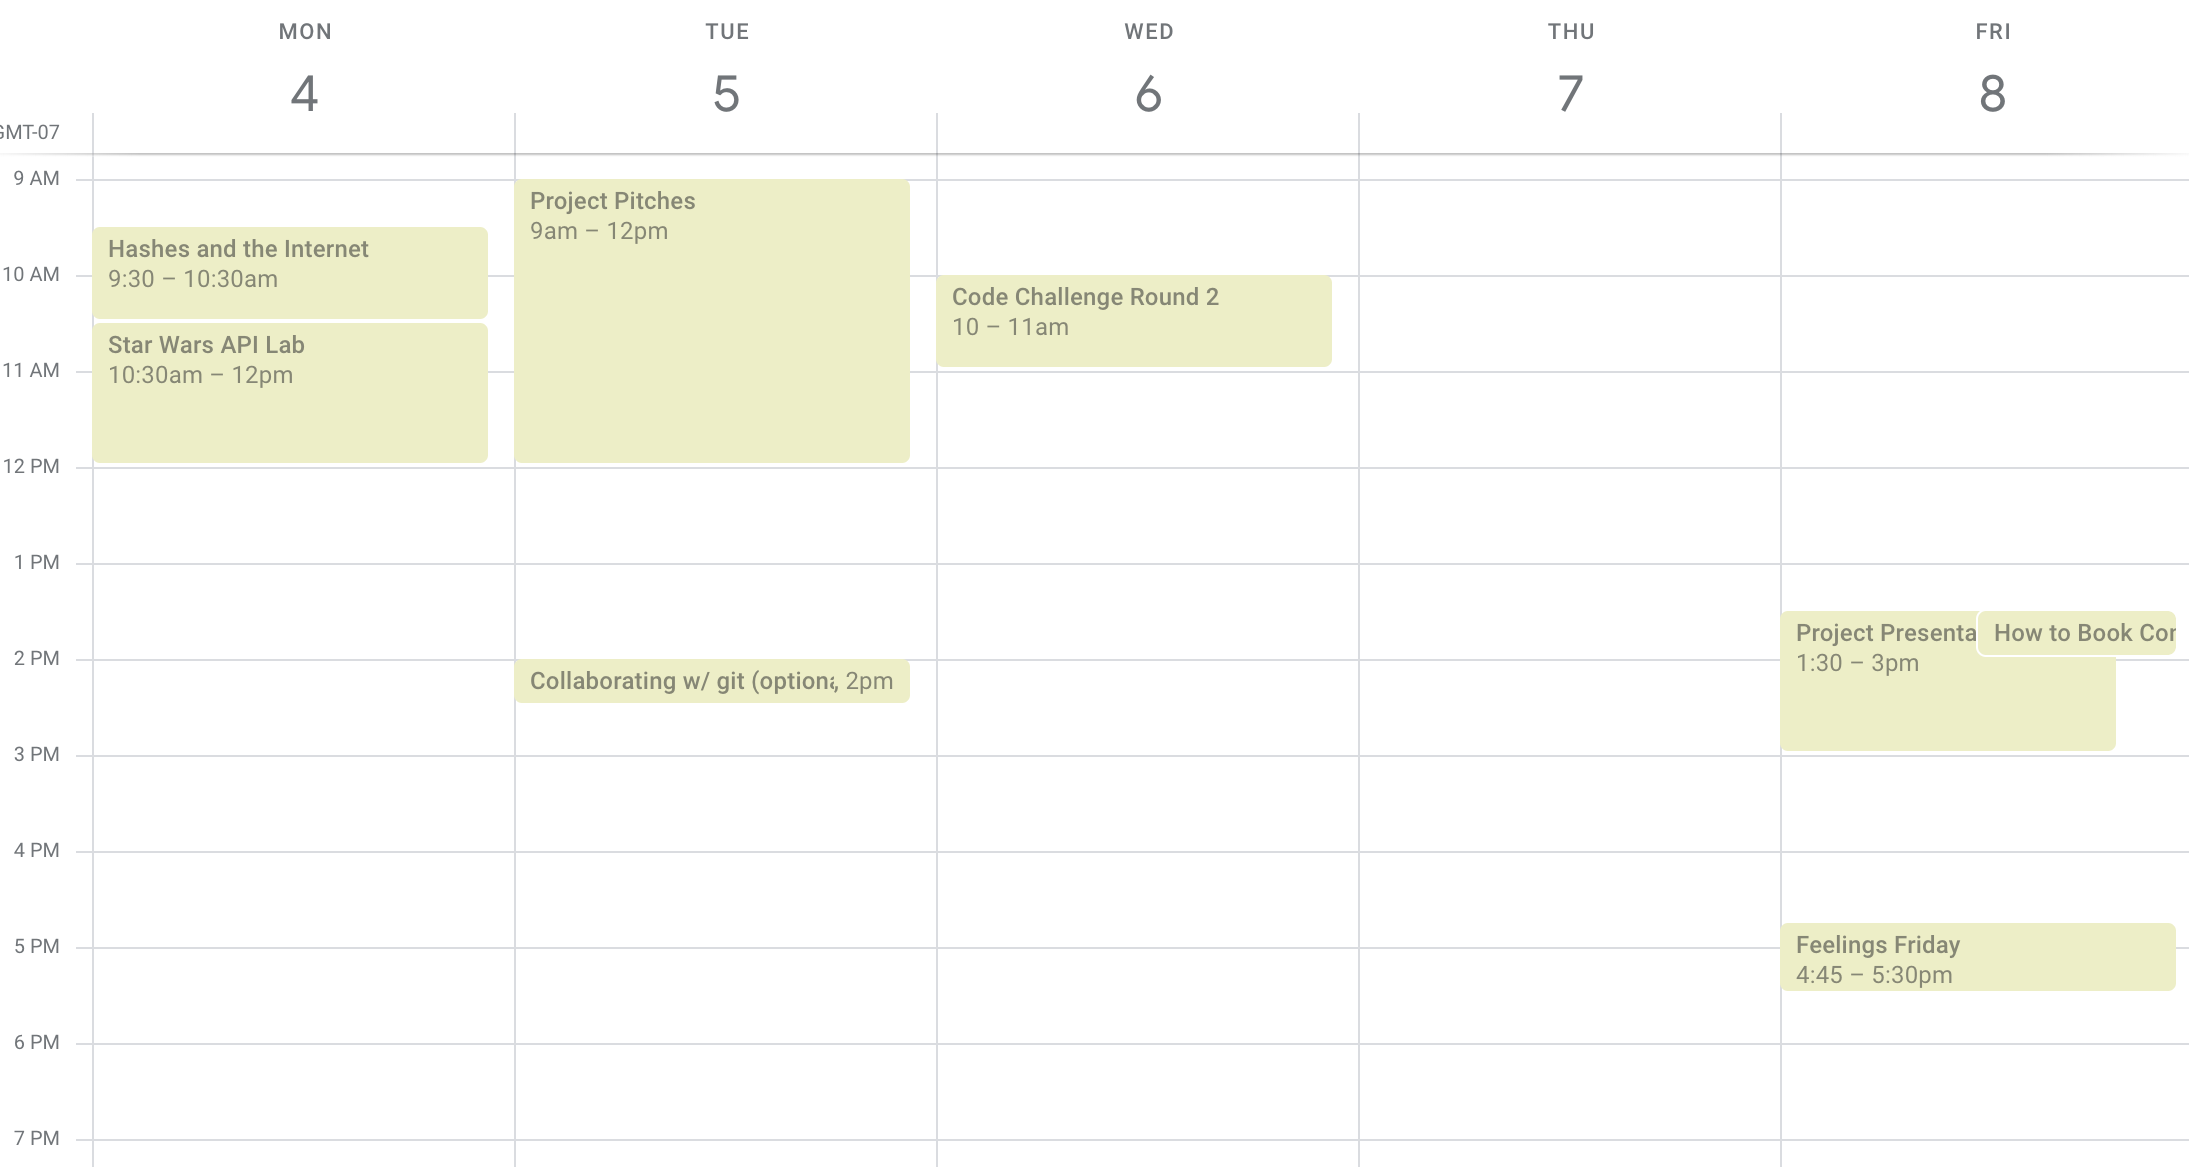 MON
4
TUE
5
WED
6
THU
7
FRI
8
GMT-07
9 AM
10 AM
11 AM
12 PM
1 PM
2 PM
3 PM
4 PM
5 PM
6 PM
7 PM
Hashes and the Internet
9:30 – 10:30am
Star Wars API Lab
10:30am – 12pm
Project Pitches
9am – 12pm
Collaborating w/ git (optiona, 2pm
Code Challenge Round 2
10 – 11am
Project Presenta
1:30 – 3pm
How to Book Cor
Feelings Friday
4:45 – 5:30pm